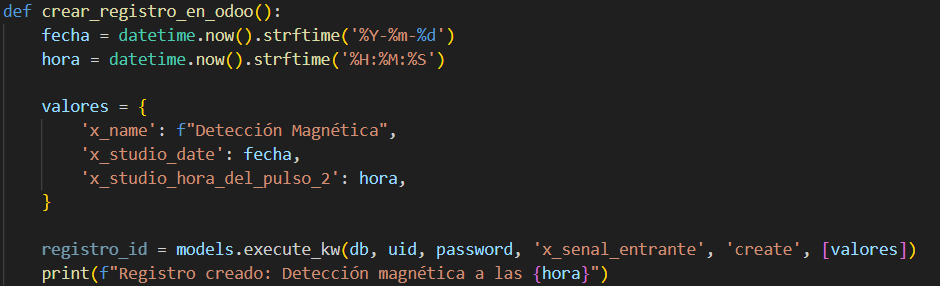 def crear_registro_en_odoo():
    fecha = datetime.now().strftime('%Y-%m-%d')
    hora = datetime.now().strftime('%H:%M:%S')

    valores = {
        'x_name': f"Detección Magnética",
        'x_studio_date': fecha,
        'x_studio_hora_del_pulso_2': hora,
    }

    registro_id = models.execute_kw(db, uid, password, 'x_senal_entrante', 'create', [valores])
    print(f"Registro creado: Detección magnética a las {hora}")